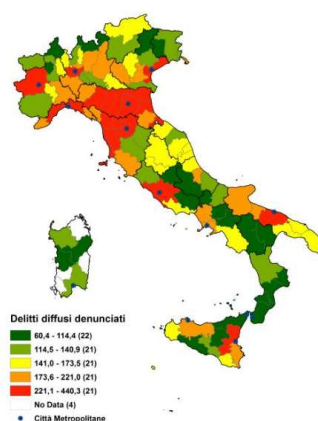 Delitti diffusi denunciati
60,4 - 114,4 (22)
114,5 - 140,9 (21)
141,0 - 173,5 (21)
173,6 - 221,0 (21)
221,1 - 440,3 (21)
No Data (4)
Città Metropolitane